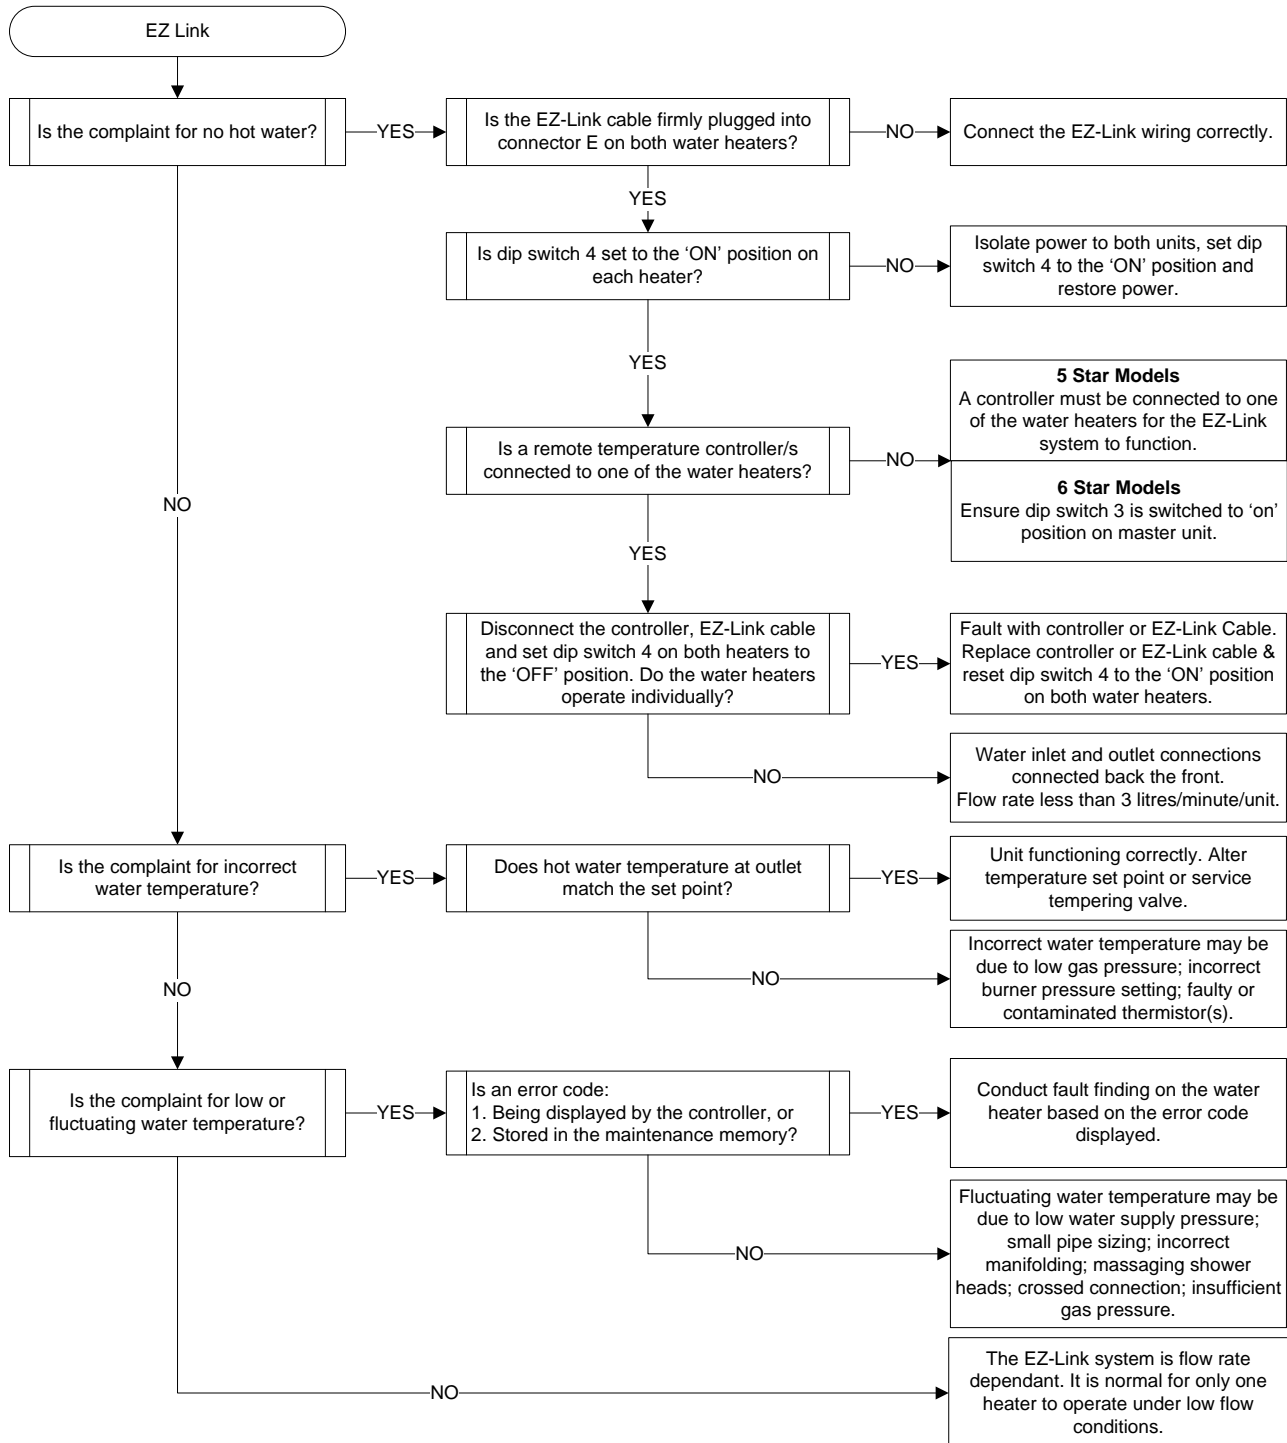 EZ Link
Is the complaint for no hot water?
YES
Is the EZ-Link cable firmly plugged into
connector E on both water heaters?
NO
Connect the EZ-Link wiring correctly.
YES
Is dip switch 4 set to the ‘ON’ position on
each heater?
NO
Isolate power to both units, set dip
switch 4 to the ‘ON’ position and
restore power.
YES
Is a remote temperature controller/s
connected to one of the water heaters?
NO
5 Star Models
A controller must be connected to one
of the water heaters for the EZ-Link
system to function.
6 Star Models
Ensure dip switch 3 is switched to ‘on’
position on master unit.
NO
YES
Disconnect the controller, EZ-Link cable
and set dip switch 4 on both heaters to
the ‘OFF’ position. Do the water heaters
operate individually?
YES
Fault with controller or EZ-Link Cable.
Replace controller or EZ-Link cable &
reset dip switch 4 to the ‘ON’ position
on both water heaters.
NO
Water inlet and outlet connections
connected back the front.
Flow rate less than 3 litres/minute/unit.
Is the complaint for incorrect
water temperature?
YES
Does hot water temperature at outlet
match the set point?
YES
Unit functioning correctly. Alter
temperature set point or service
tempering valve.
NO
NO
Incorrect water temperature may be
due to low gas pressure; incorrect
burner pressure setting; faulty or
contaminated thermistor(s).
Is the complaint for low or
fluctuating water temperature?
YES
Is an error code:
1. Being displayed by the controller, or
2. Stored in the maintenance memory?
YES
Conduct fault finding on the water
heater based on the error code
displayed.
NO
Fluctuating water temperature may be
due to low water supply pressure;
small pipe sizing; incorrect
manifolding; massaging shower
heads; crossed connection; insufficient
gas pressure.
NO
The EZ-Link system is flow rate
dependant. It is normal for only one
heater to operate under low flow
conditions.